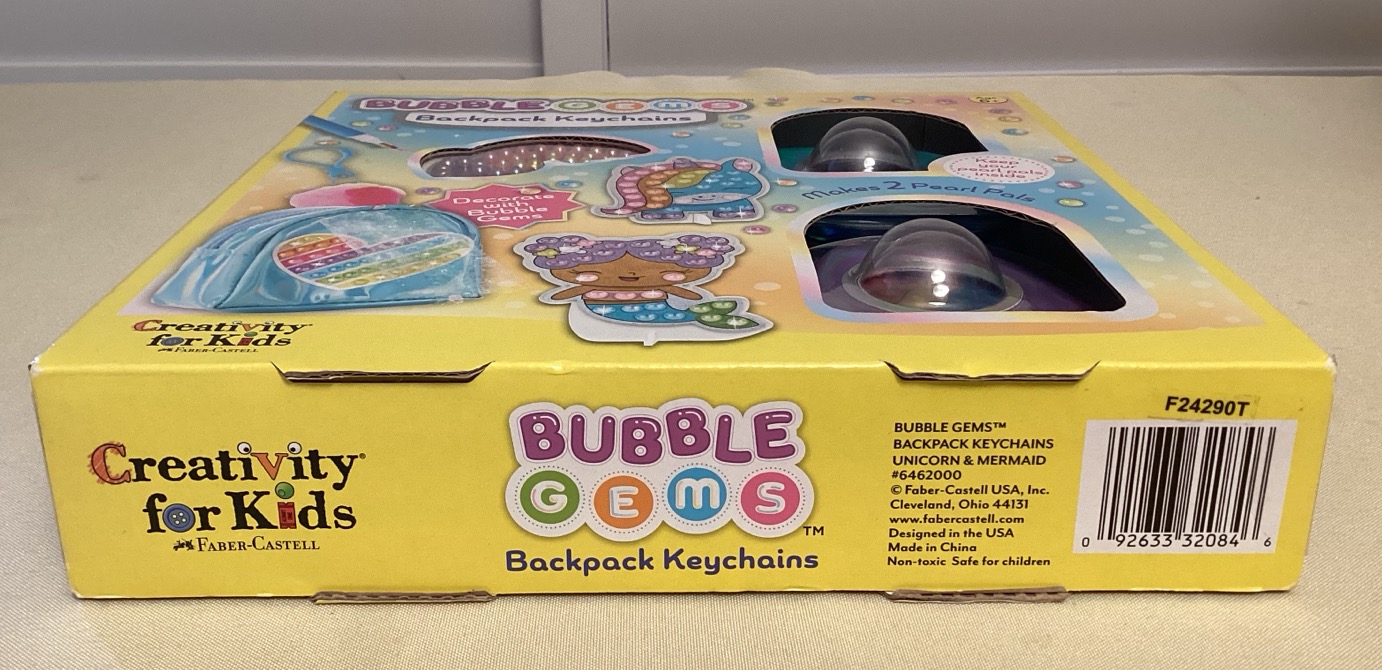 BUBBLE GEMS
Backpack Keychains
Keep
your
pearl pals
inside
Makes 2 Pearl Pals
Decorate
with
Bubble
Gems
Creativity
for Kids
FABER-CASTELL
Creativity®
for Kids
FABER-CASTELL
BUBBLE
GEMS™
Backpack Keychains
F24290T
BUBBLE GEMS™
BACKPACK KEYCHAINS
UNICORN & MERMAID
#6462000
© Faber-Castell USA, Inc.
Cleveland, Ohio 44131
www.fabercastell.com
Designed in the USA
Made in China
Non-toxic Safe for children
0 92633 32084 6